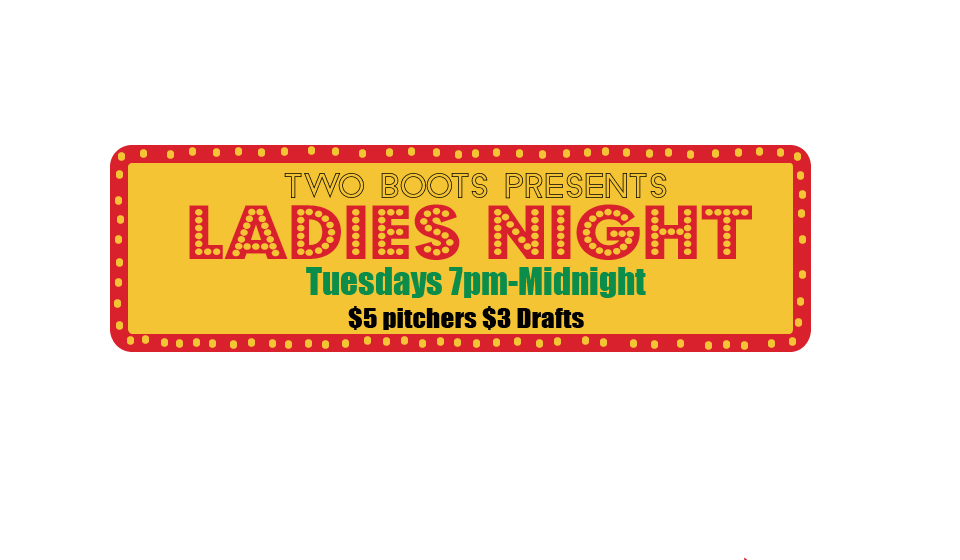 TWO BOOTS PRESENTS
LADIES NIGHT
Tuesdays 7pm-Midnight
$5 pitchers $3 Drafts